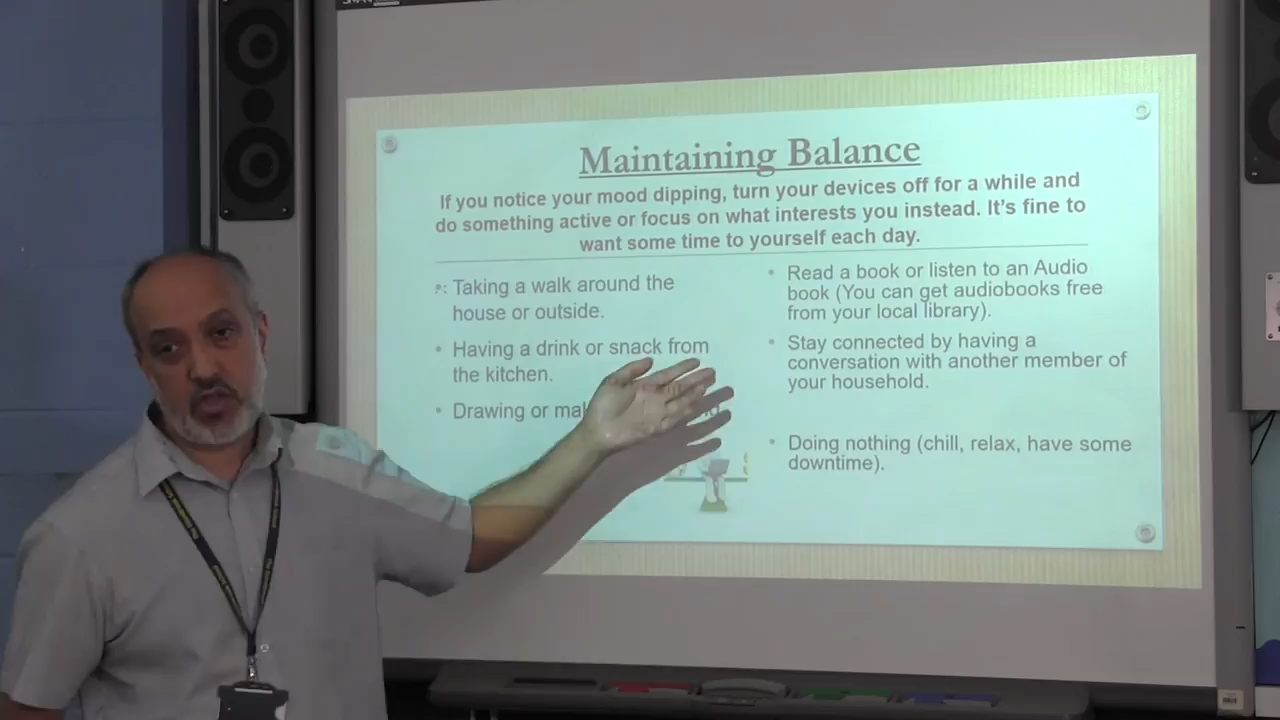 Maintaining Balance
If you notice your mood dipping, turn your devices off for a while and
do something active or focus on what interests you instead. It's fine to
want some time to yourself each day.
Taking a walk around the
house or outside.
• Having a drink or snack from
the kitchen.
• Drawing or
• Read a book or listen to an Audio
book (You can get audiobooks free
from your local library).
• Stay connected by having a
conversation with another member of
your household.
• Doing nothing (chill, relax, have some
downtime).